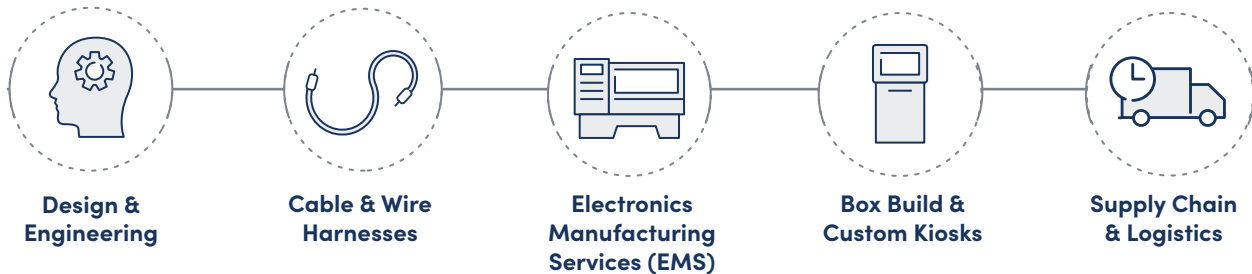 Design &
Engineering
Cable & Wire
Harnesses
Electronics
Manufacturing
Services (EMS)
Box Build &
Custom Kiosks
Supply Chain
& Logistics